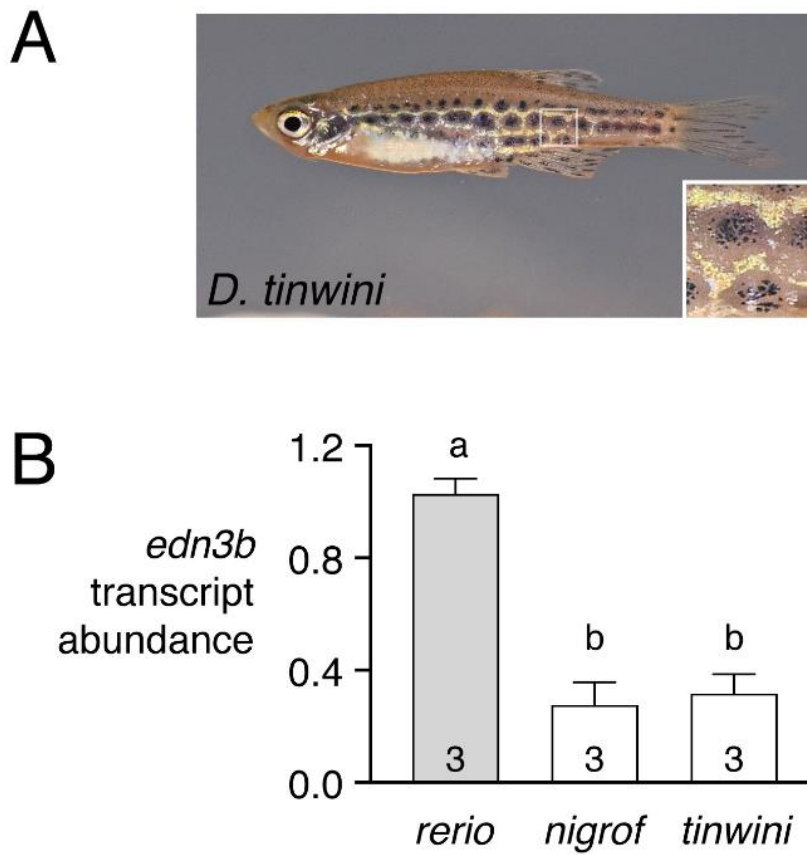 A
D. tinwini
B
1.2
0.8
0.4
0.0
edn3b
transcript
abundance
a
b
b
3
3
3
rerio
nigrof
tinwini